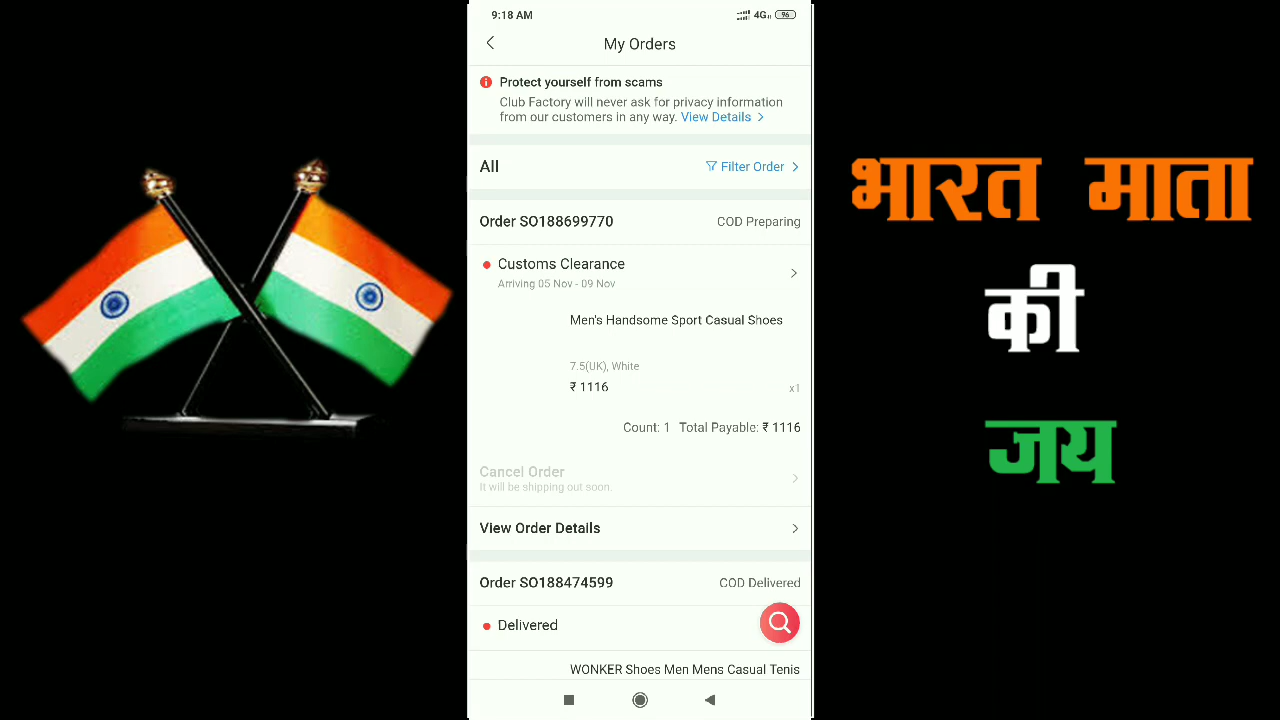 9:18 AM
4G
96
My Orders
Protect yourself from scams
Club Factory will never ask for privacy information
from our customers in any way. View Details >
All
Filter Order >
Order SO188699770
COD Preparing
Customs Clearance
Arriving 05 Nov - 09 Nov
Men's Handsome Sport Casual Shoes
7.5(UK), White
₹ 1116
x1
Count: 1 Total Payable: ₹ 1116
Cancel Order
It will be shipping out soon.
View Order Details
Order SO188474599
COD Delivered
Delivered
WONKER Shoes Men Mens Casual Tenis
भारत माता
की
जय